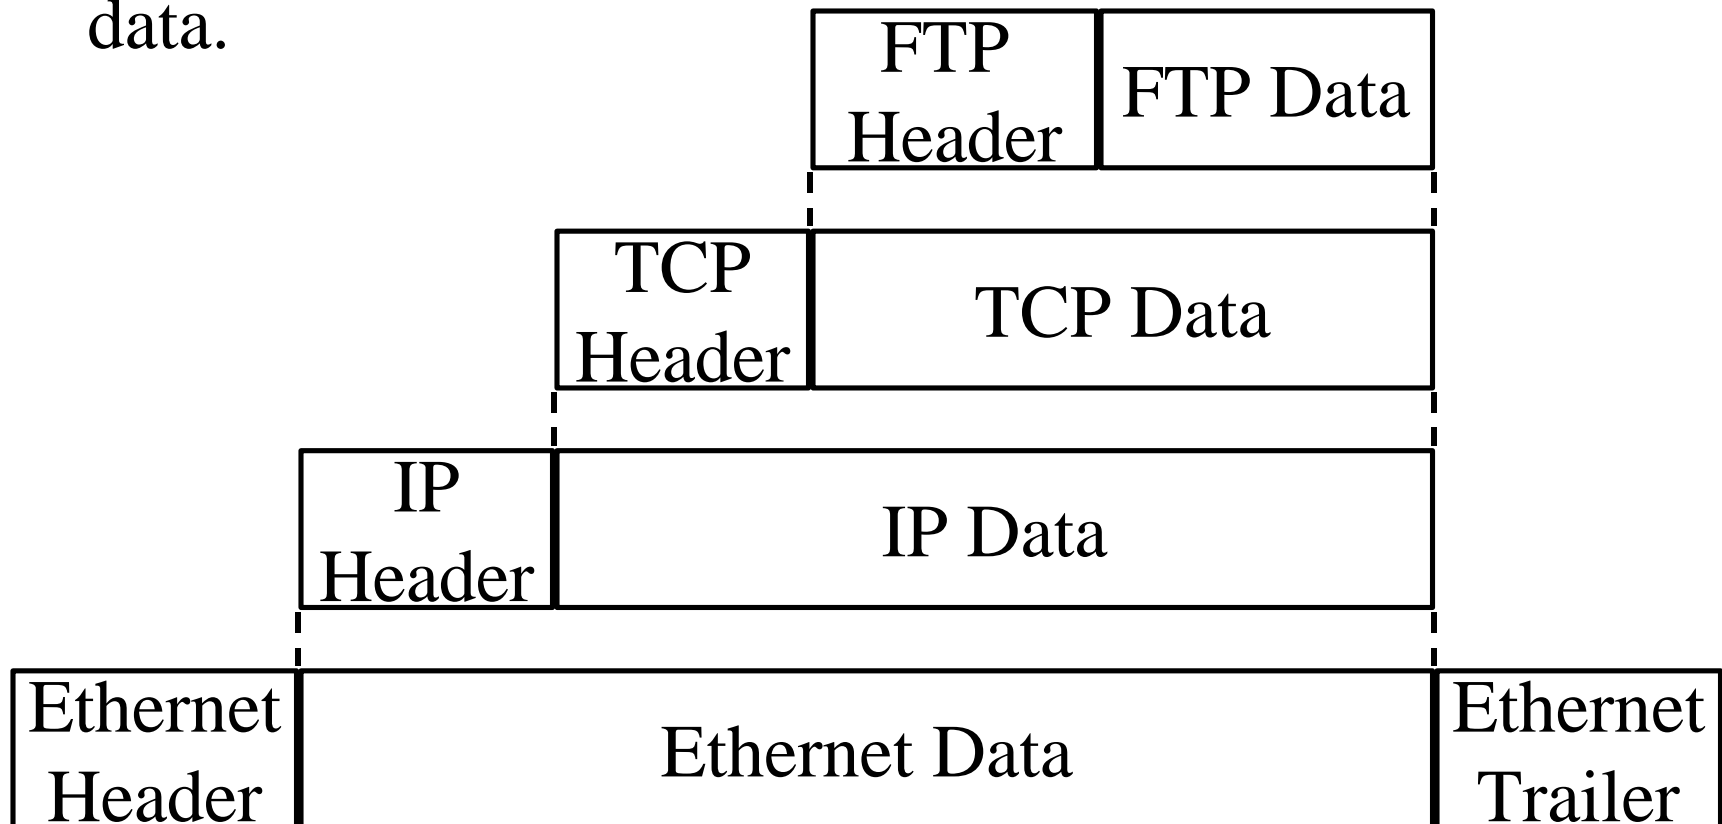 data.
FTP
Header
FTP Data
TCP
Header
TCP Data
IP
Header
IP Data
Ethernet
Header
Ethernet Data
Ethernet
Trailer